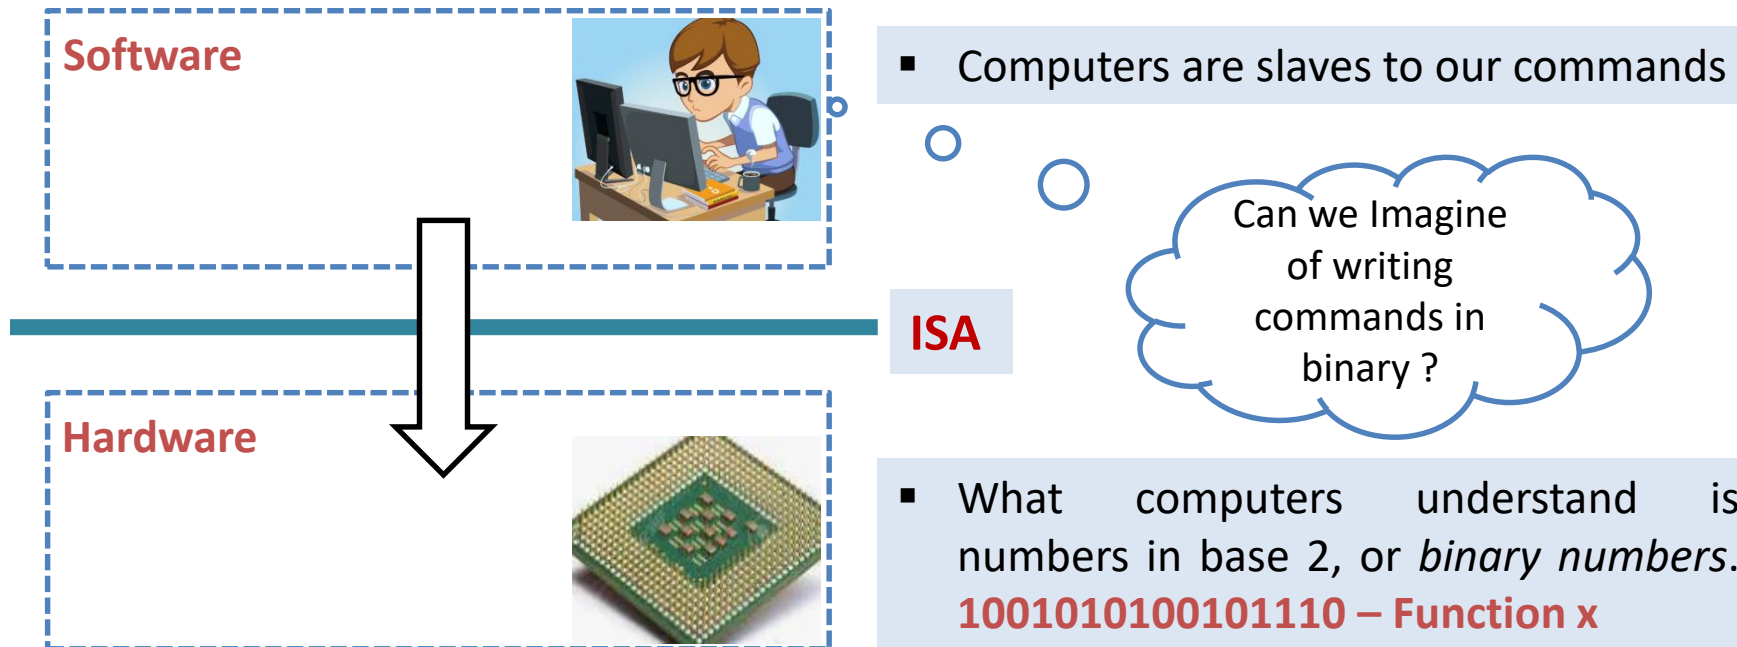 Software
▪ Computers are slaves to our commands
Can we Imagine
of writing
commands in
binary ?
ISA
Hardware
▪ What computers understand is
numbers in base 2, or binary numbers.
1001010100101110 – Function x